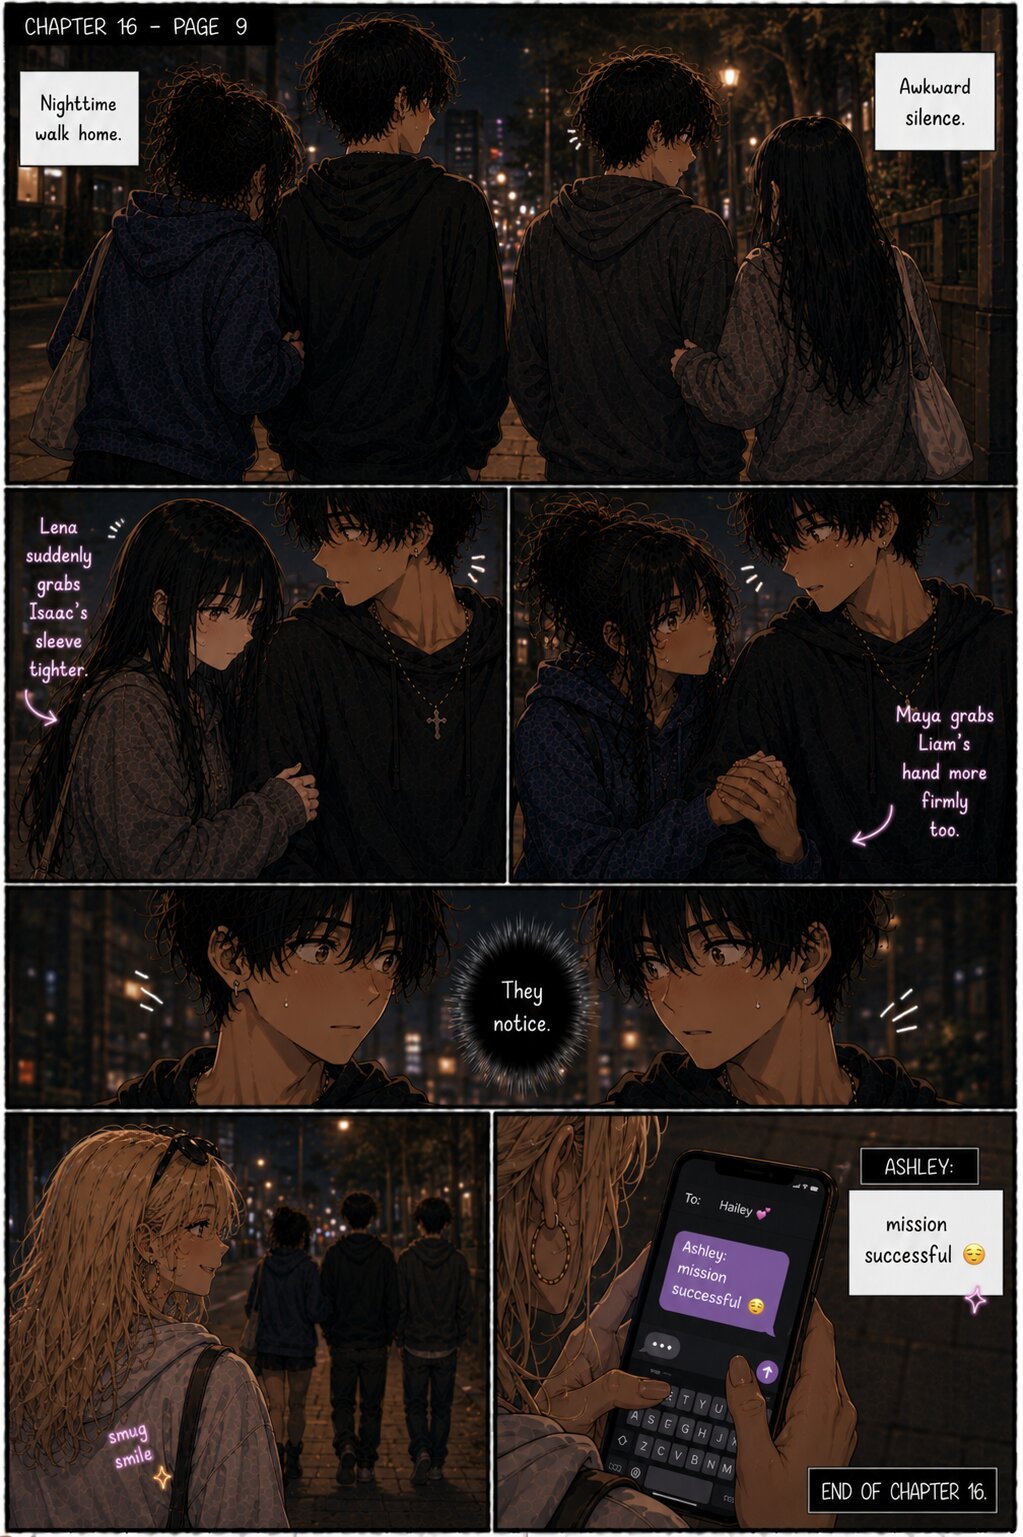 CHAPTER 16 - PAGE 9
Nighttime
walk home.
Awkward
silence.
Lena
suddenly
grabs
Isaac's
sleeve
tighter.
Maya grabs
Liam's
hand more
firmly
too.
They
notice.
smug
smile
To: Hailey 💕
Ashley:
mission
successful 😌
•••
T Y U
A S F G H J
Z C V B N M
ASHLEY:
mission
successful 😌
END OF CHAPTER 16.